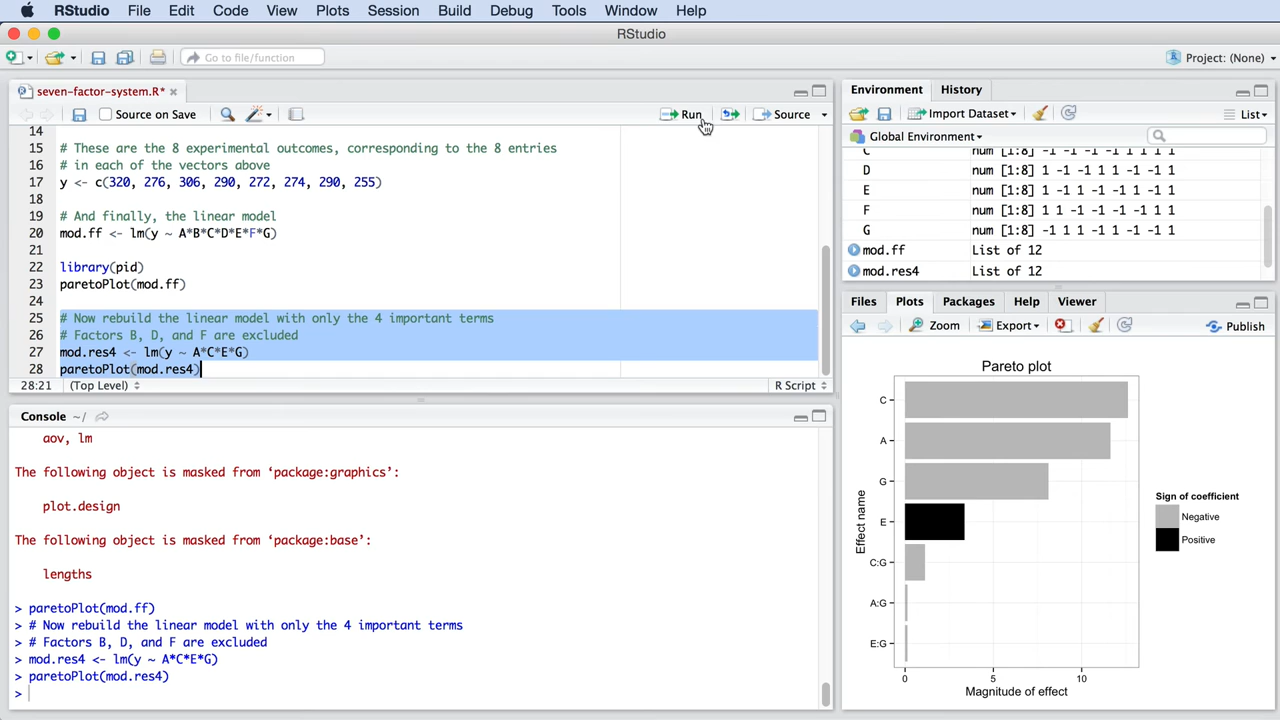 RStudio File Edit Code View Plots Session Build Debug Tools Window Help
RStudio
Go to file/function
Project: (None)
seven-factor-system.R*
Source on Save
Run
Source
14
15 # These are the 8 experimental outcomes, corresponding to the 8 entries
16 # in each of the vectors above
17 y <- c(320, 276, 306, 290, 272, 274, 290, 255)
18
19 # And finally, the linear model
20 mod.ff <- lm(y ~ A*B*C*D*E*F*G)
21
22 library(pid)
23 paretoPlot(mod.ff)
24
25 # Now rebuild the linear model with only the 4 important terms
26 # Factors B, D, and F are excluded
27 mod.res4 <- lm(y ~ A*C*E*G)
28 paretoPlot(mod.res4)
28:21 (Top Level) R Script
Console ~/
aov, lm
The following object is masked from ‘package:graphics’:
plot.design
The following object is masked from ‘package:base’:
lengths
> paretoPlot(mod.ff)
> # Now rebuild the linear model with only the 4 important terms
> # Factors B, D, and F are excluded
> mod.res4 <- lm(y ~ A*C*E*G)
> paretoPlot(mod.res4)
>
Environment History
Import Dataset
List
Global Environment
C num [1:8] -1 -1 -1 -1 1 1 1 1
D num [1:8] 1 -1 -1 1 1 -1 -1 1
E num [1:8] 1 -1 1 -1 -1 1 -1 1
F num [1:8] 1 1 -1 -1 -1 -1 1 1
G num [1:8] -1 1 1 -1 1 -1 -1 1
mod.ff List of 12
mod.res4 List of 12
Files Plots Packages Help Viewer
Zoom Export Publish
Pareto plot
Effect name
C
A
G
E
C:G
A:G
E:G
0 5 10
Magnitude of effect
Sign of coefficient
Negative
Positive